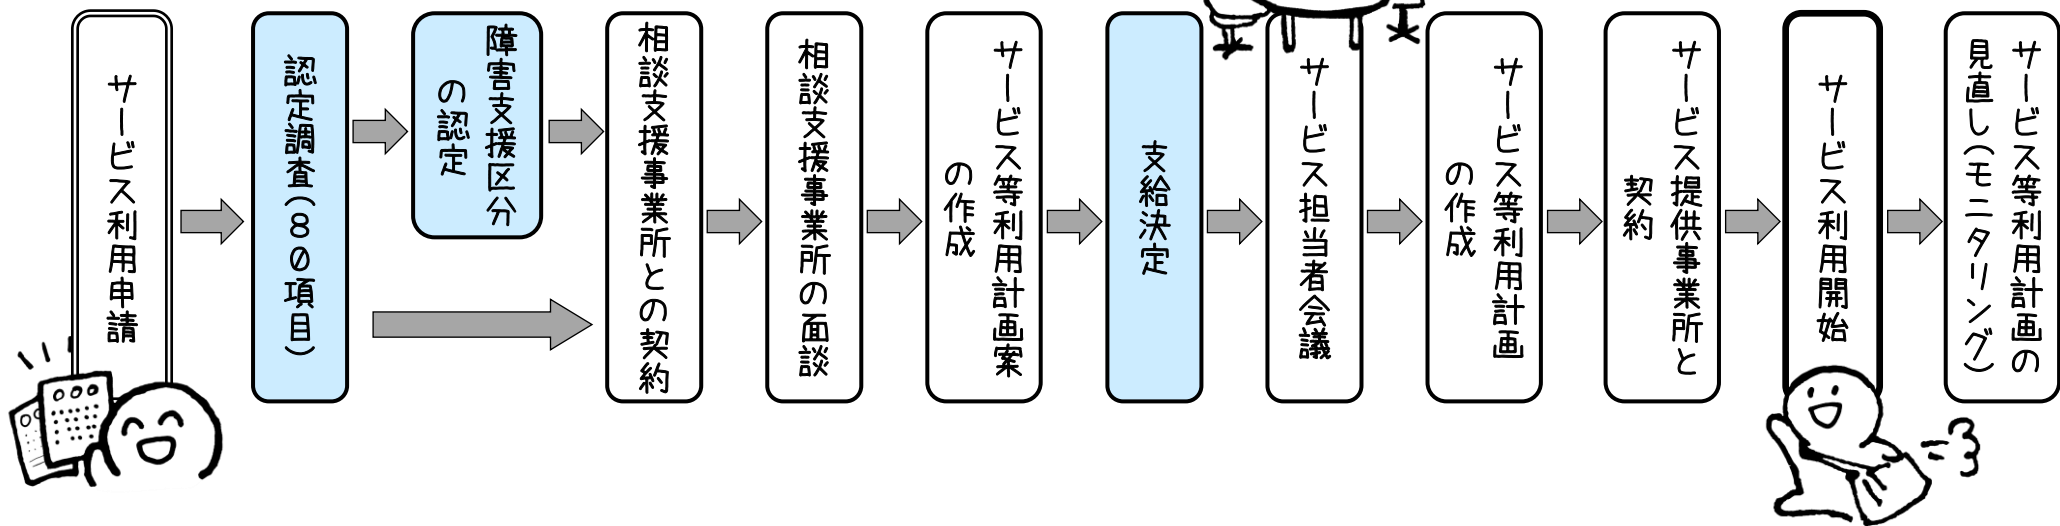 サービス利用申請
認定調査(80項目)
障害支援区分
の認定
相談支援事業所との契約
相談支援事業所の面談
サービス等利用計画案
の作成
支給決定
サービス担当者会議
サービス等利用計画
の作成
サービス提供事業所と
契約
サービス利用開始
サービス等利用計画の
見直し(モニタリング)